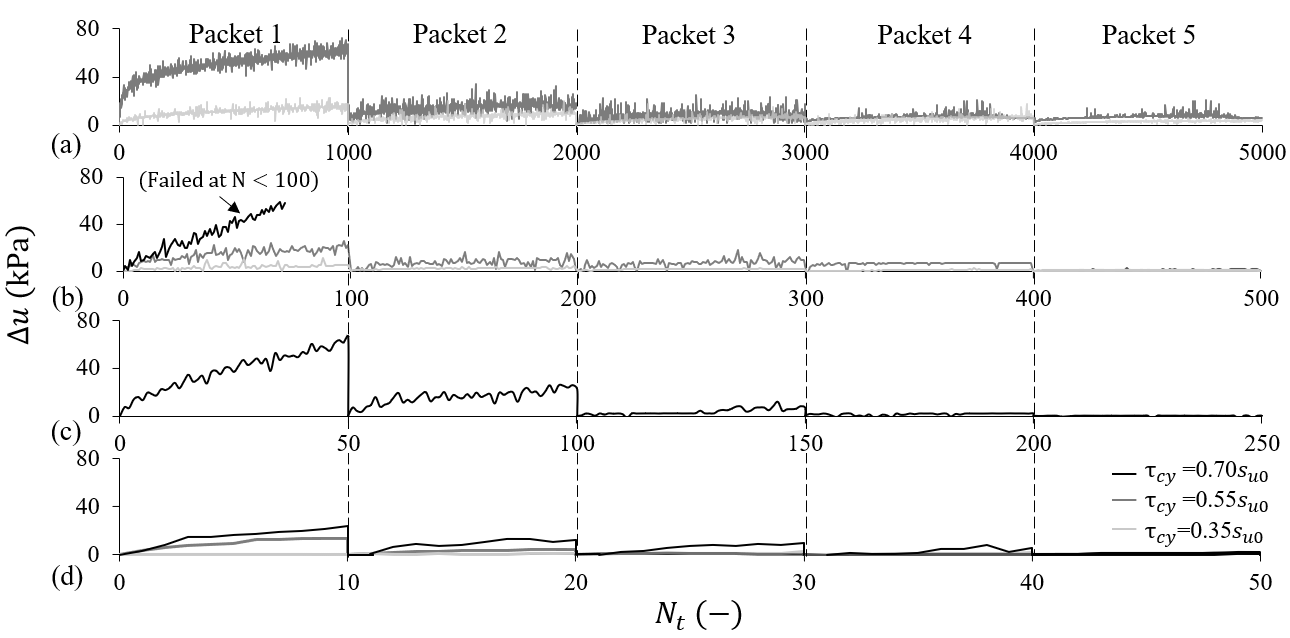 Packet 1 Packet 2 Packet 3 Packet 4 Packet 5
80
40
0
(a)
0 1000 2000 3000 4000 5000
80
(Failed at N < 100)
40
0
(b)
0 100 200 300 400 500
Δu (kPa)
80
40
0
(c)
0 50 100 150 200 250
80
τcy =0.70su0
40
τcy =0.55su0
τcy=0.35su0
0
(d)
0 10 20 30 40 50
Nt (−)